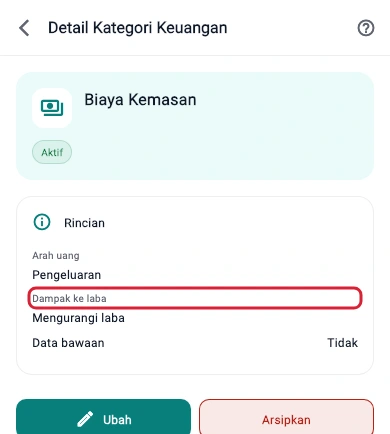 Detail Kategori Keuangan
Biaya Kemasan
Aktif
Rincian
Arah uang
Pengeluaran
Dampak ke laba
Mengurangi laba
Data bawaan Tidak
Ubah Arsipkan